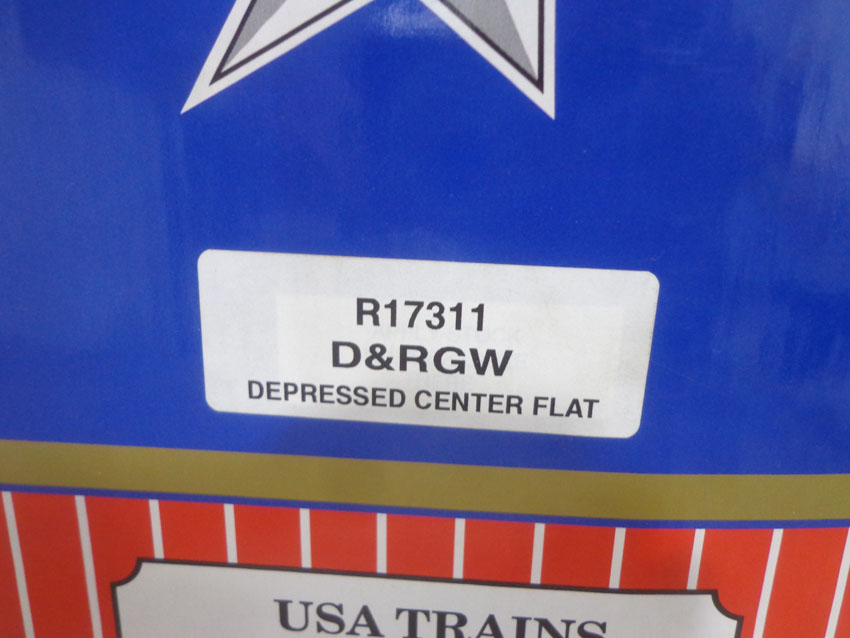 R17311
D&RGW
DEPRESSED CENTER FLAT
USA TRAINS